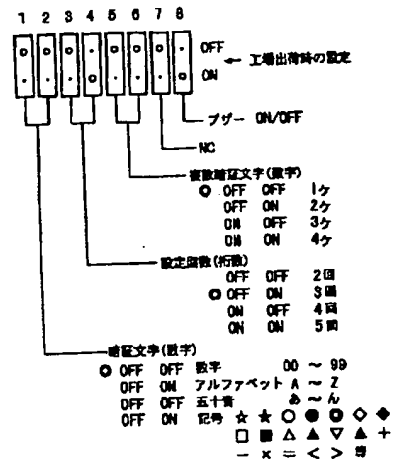 1 2 3 4 5 6 7 8
OFF
ON
← 工場出荷時の設定
ブザー ON/OFF
NC
複数暗証文字(数字)
◎ OFF OFF 1ケ
OFF ON 2ケ
ON OFF 3ケ
ON ON 4ケ
設定回数(桁数)
OFF OFF 2回
◎ OFF ON 3回
ON OFF 4回
ON ON 5回
暗証文字(数字)
◎ OFF OFF 数字 00 ~ 99
OFF ON アルファベット A ~ Z
OFF OFF 五十音 あ ~ ん
OFF ON 記号 ☆ ★ ○ ● ◎ ◇ ◆
□ ■ △ ▲ ▽ ▲ +
- × = < > 等